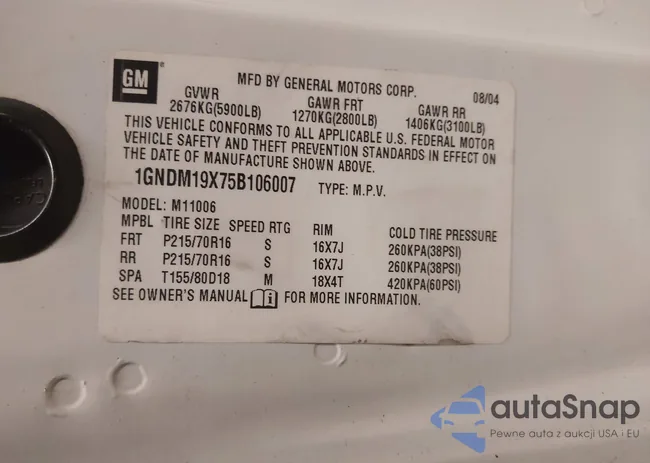 GM
MFD BY GENERAL MOTORS CORP.
08/04
GVWR GAWR FRT GAWR RR
2676KG(5900LB) 1270KG(2800LB) 1406KG(3100LB)
THIS VEHICLE CONFORMS TO ALL APPLICABLE U.S. FEDERAL MOTOR
VEHICLE SAFETY AND THEFT PREVENTION STANDARDS IN EFFECT ON
THE DATE OF MANUFACTURE SHOWN ABOVE.
1GNDM19X75B106007 TYPE: M.P.V.
MODEL: M11006
MPBL TIRE SIZE SPEED RTG RIM COLD TIRE PRESSURE
FRT P215/70R16 S 16X7J 260KPA(38PSI)
RR P215/70R16 S 16X7J 260KPA(38PSI)
SPA T155/80D18 M 18X4T 420KPA(60PSI)
SEE OWNER'S MANUAL i FOR MORE INFORMATION.
autaSnap
Pewne auta z aukcji USA i EU